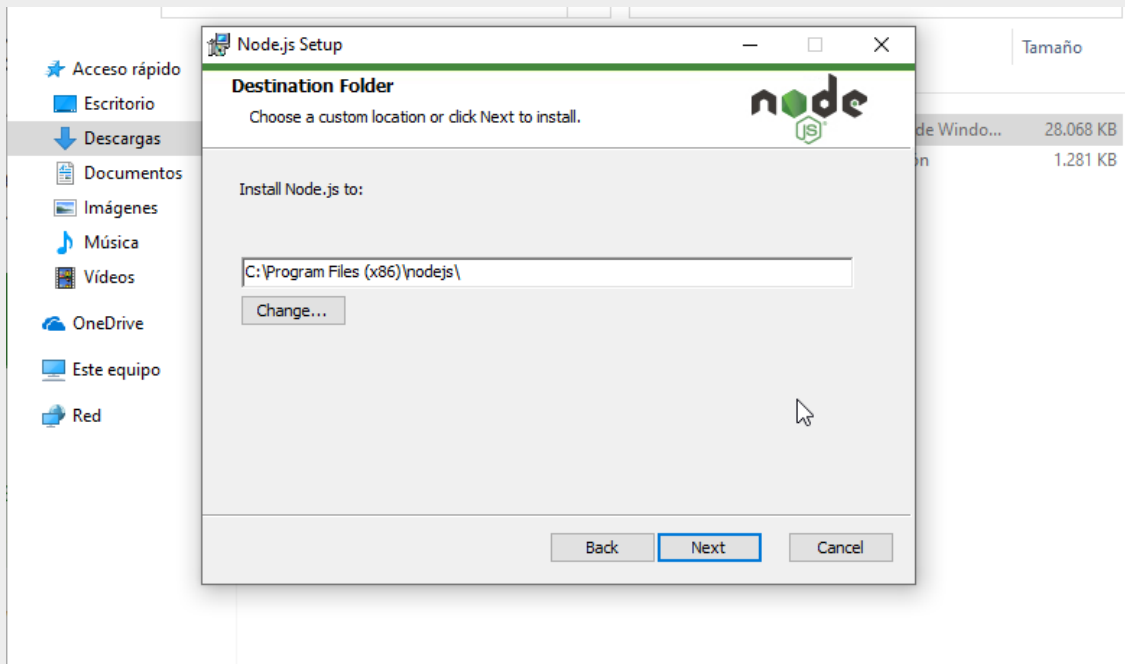 Node.js Setup
Tamaño
Acceso rápido
Destination Folder
Choose a custom location or click Next to install.
node
JS
Escritorio
Descargas
de Windo...
28.068 KB
1.281 KB
Documentos
Install Node.js to:
Imágenes
Música
Vídeos
C:\Program Files (x86)\nodejs\
Change...
OneDrive
Este equipo
Red
Back
Next
Cancel